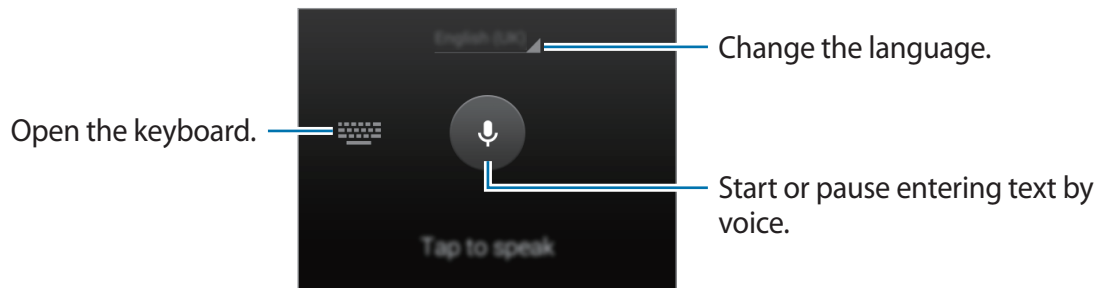 English (UK)
Change the language.
Open the keyboard.
Start or pause entering text by
voice.
Tap to speak